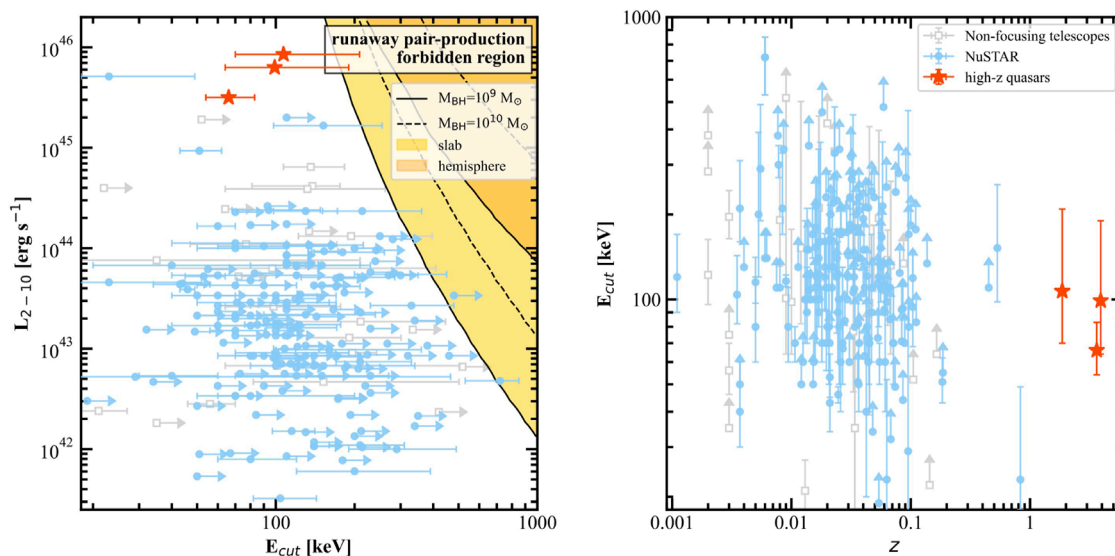 runaway pair-production
forbidden region
M_BH=10^9 M_⊙
M_BH=10^10 M_⊙
slab
hemisphere
10^46
10^45
10^44
10^43
10^42
L_2−10 [erg s^−1]
100
1000
E_cut [keV]
Non-focusing telescopes
NuSTAR
high-z quasars
1000
100
E_cut [keV]
0.001
0.01
0.1
1
z